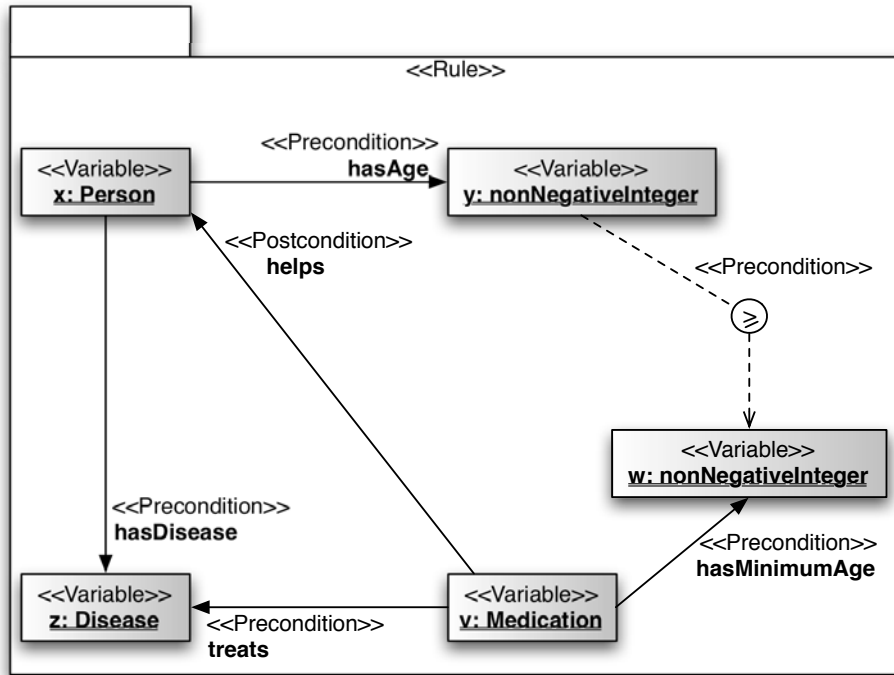 <<Rule>>
<<Precondition>>
hasAge
<<Variable>>
x: Person
<<Variable>>
y: nonNegativeInteger
<<Postcondition>>
helps
<<Precondition>>
≥
<<Variable>>
w: nonNegativeInteger
<<Precondition>>
hasDisease
<<Precondition>>
hasMinimumAge
<<Variable>>
z: Disease
<<Variable>>
v: Medication
<<Precondition>>
treats